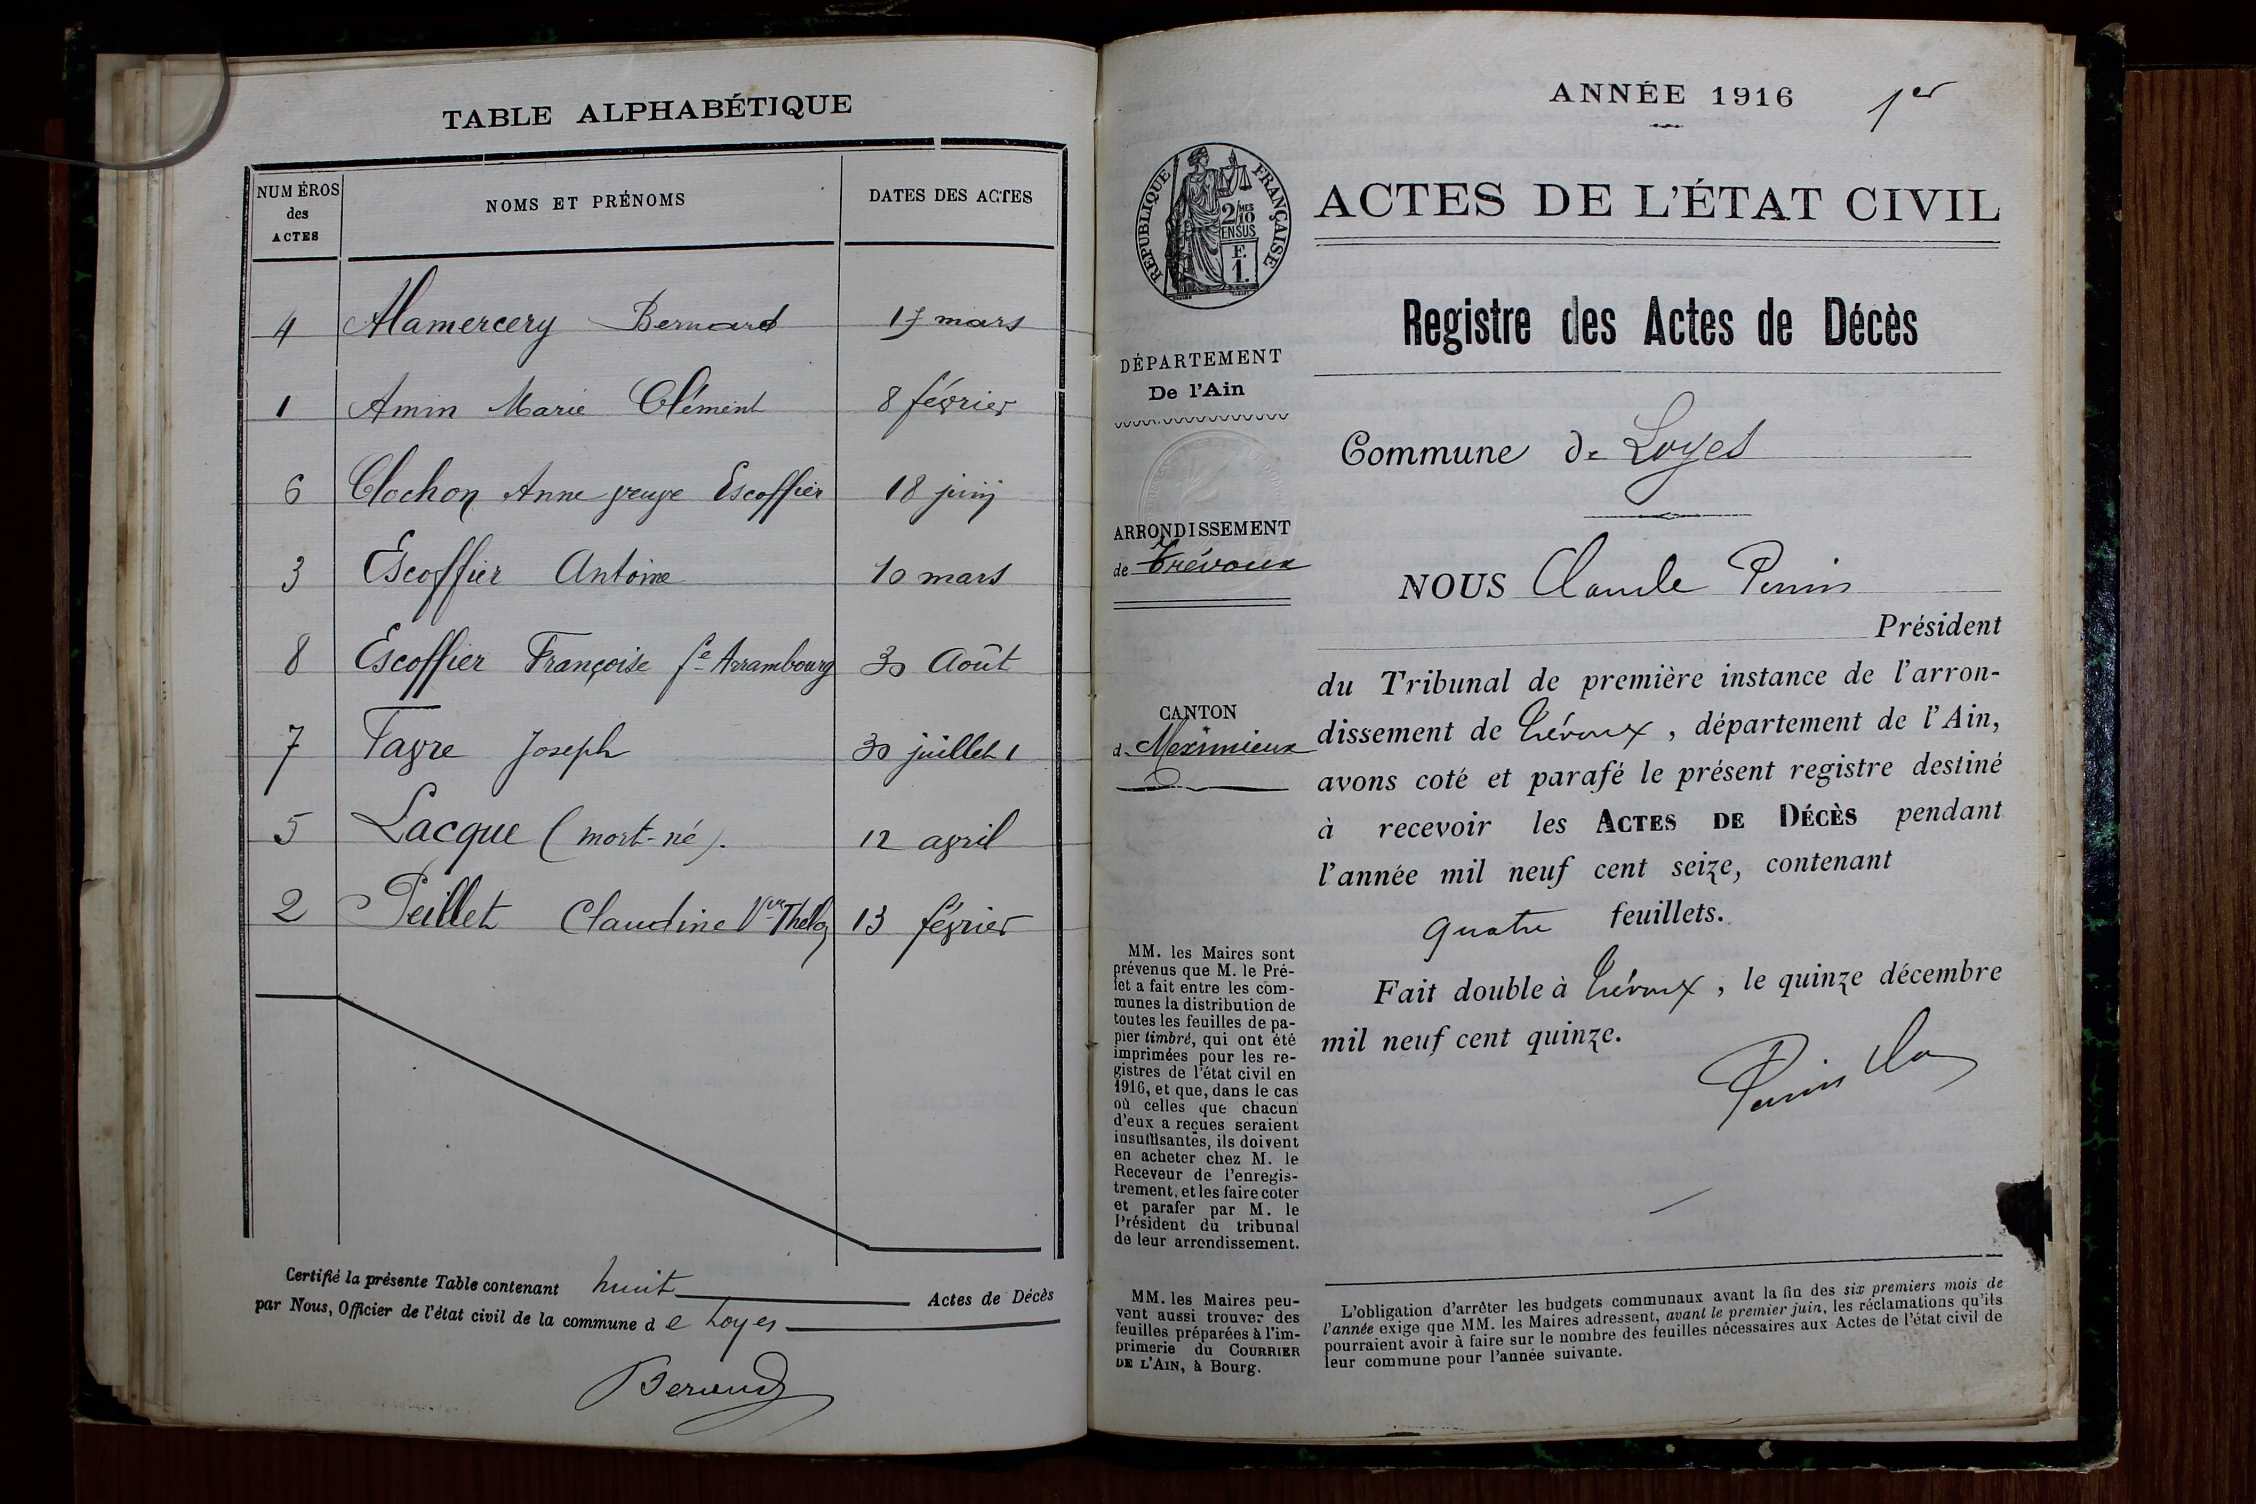 TABLE ALPHABÉTIQUE
NUMÉROS des ACTES NOMS ET PRÉNOMS DATES DES ACTES
4 Alamercery Bernard 17 mars
1 Amin Marie Clément 8 février
6 Clochon Anne veuve Escoffier 18 juin
3 Escoffier Antoine 10 mars
8 Escoffier Françoise fe Arrambourg 30 Août
7 Favre Joseph 30 juillet
5 Lacque (mort-né). 12 avril
2 Peillet Claudine Vve Theloz 13 février
Certifié la présente Table contenant huit Actes de Décès
par Nous, Officier de l'état civil de la commune de Loyes
ANNÉE 1916 1er
RÉPUBLIQUE FRANÇAISE
2/10 MES
EN SUS
F.
1.
ACTES DE L'ÉTAT CIVIL
Registre des Actes de Décès
DÉPARTEMENT
De l'Ain
Commune de Loyes
ARRONDISSEMENT
de Trévoux
NOUS Claude Perrin
Président
du Tribunal de première instance de l'arron-
dissement de Trévoux, département de l'Ain,
avons coté et parafé le présent registre destiné
à recevoir les ACTES DE DÉCÈS pendant
l'année mil neuf cent seize, contenant
quatre feuillets.
Fait double à Trévoux, le quinze décembre
mil neuf cent quinze.
Perrin Cla
CANTON
de Meximieux
MM. les Maires sont
prévenus que M. le Pré-
fet a fait entre les com-
munes la distribution de
toutes les feuilles de pa-
pier timbré, qui ont été
imprimées pour les re-
gistres de l'état civil en
1916, et que, dans le cas
où celles que chacun
d'eux a reçues seraient
insuffisantes, ils doivent
en acheter chez M. le
Receveur de l'enregis-
trement, et les faire coter
et parafer par M. le
Président du tribunal
de leur arrondissement.
MM. les Maires peu-
vent aussi trouver des
feuilles préparées à l'im-
primerie du COURRIER
DE L'AIN, à Bourg.
L'obligation d'arrêter les budgets communaux avant la fin des six premiers mois de
l'année exige que MM. les Maires adressent, avant le premier juin, les réclamations qu'ils
pourraient avoir à faire sur le nombre des feuilles nécessaires aux Actes de l'état civil de
leur commune pour l'année suivante.